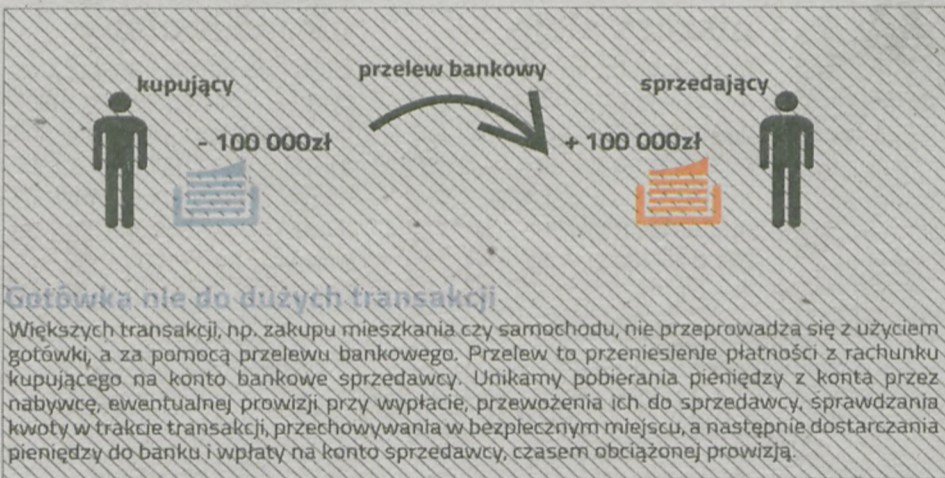 przelew bankowy
kupujący
sprzedający
- 100 000zł
+ 100 000zł
Gotówka nie do dużych transakcji
Większych transakcji, np. zakupu mieszkania czy samochodu, nie przeprowadza się z użyciem
gotówki, a za pomocą przelewu bankowego. Przelew to przeniesienie płatności z rachunku
kupującego na konto bankowe sprzedawcy. Unikamy pobierania pieniędzy z konta przez
nabywcę, ewentualnej prowizji przy wypłacie, przewożenia ich do sprzedawcy, sprawdzania
kwoty w trakcie transakcji, przechowywania w bezpiecznym miejscu, a następnie dostarczania
pieniędzy do banku i wpłaty na konto sprzedawcy, czasem obciążonej prowizją.